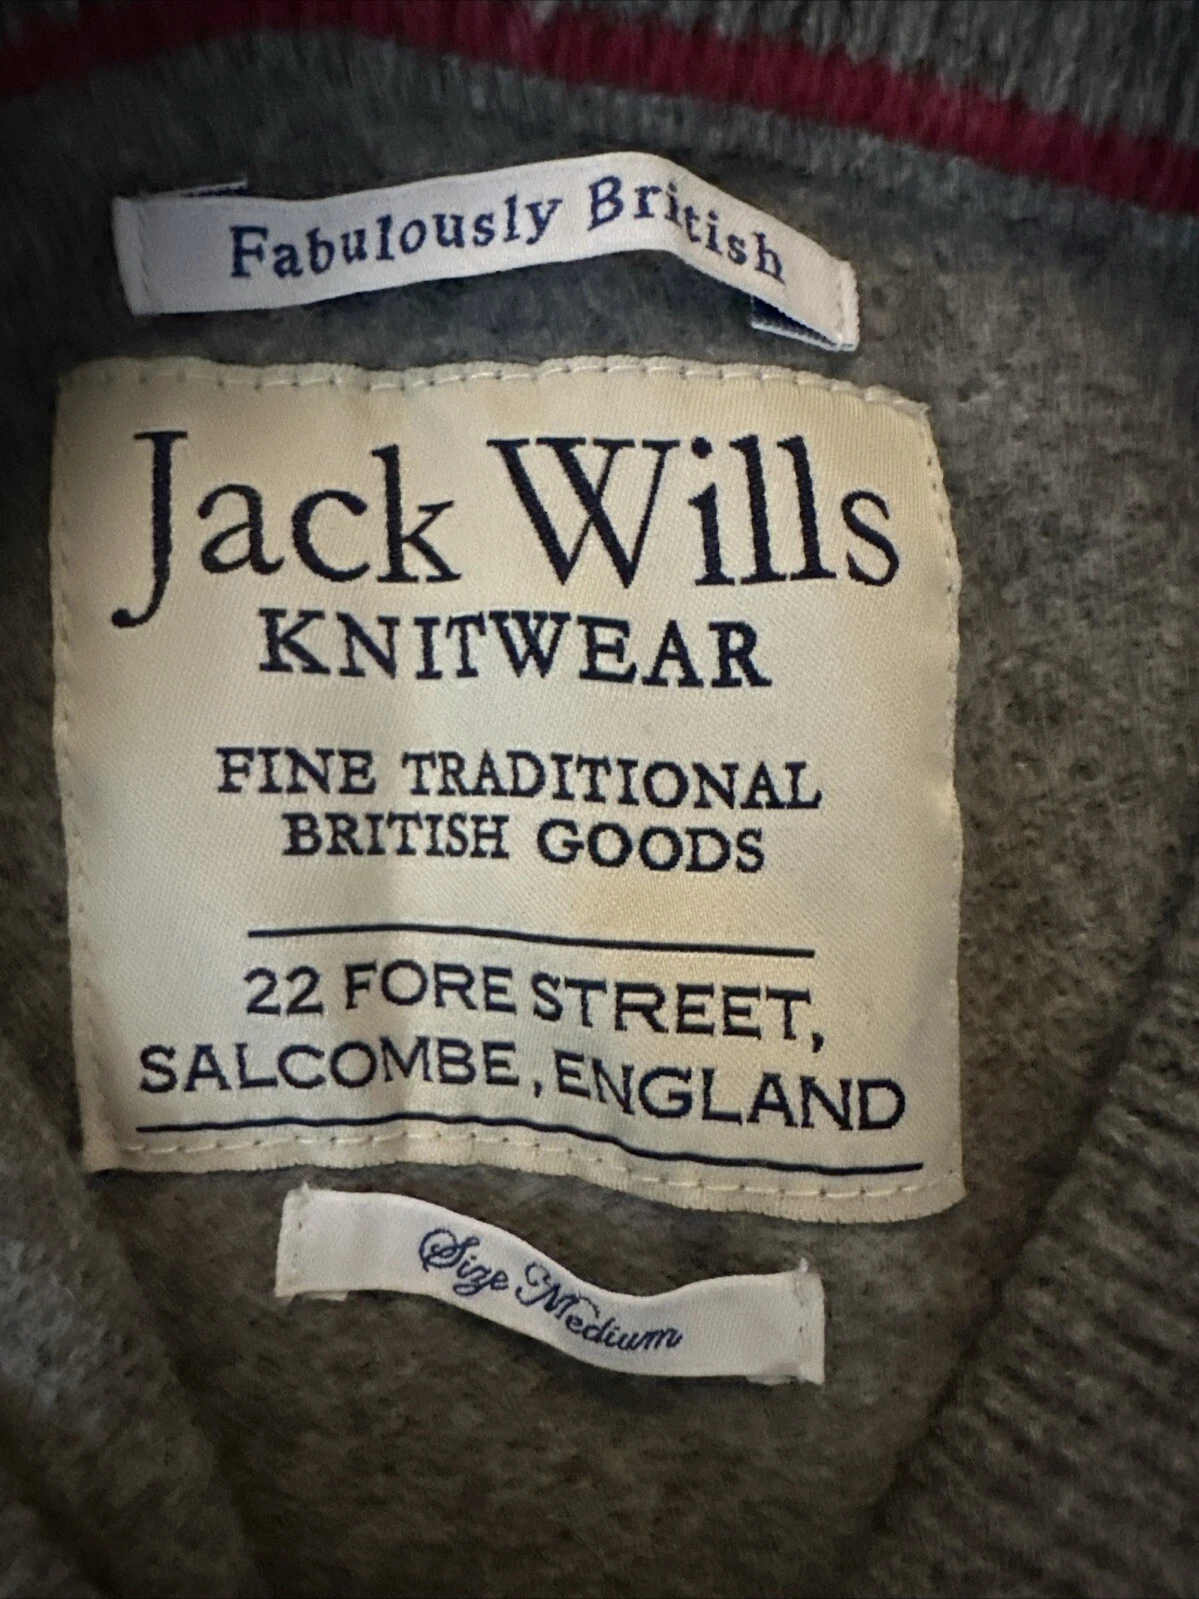 Fabulously British
Jack Wills
KNITWEAR
FINE TRADITIONAL
BRITISH GOODS
22 FORE STREET,
SALCOMBE, ENGLAND
Size Medium